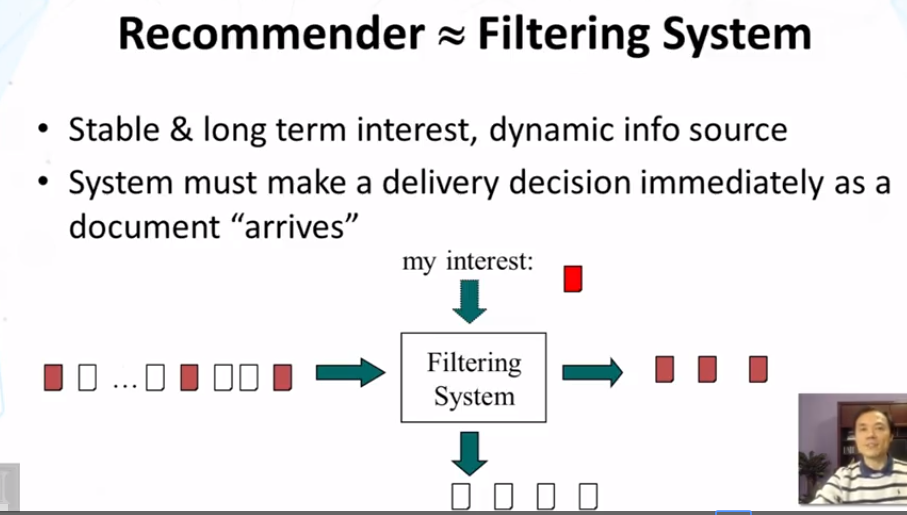 Recommender ≈ Filtering System
• Stable & long term interest, dynamic info source
• System must make a delivery decision immediately as a
document “arrives”
my interest:
...
Filtering
System